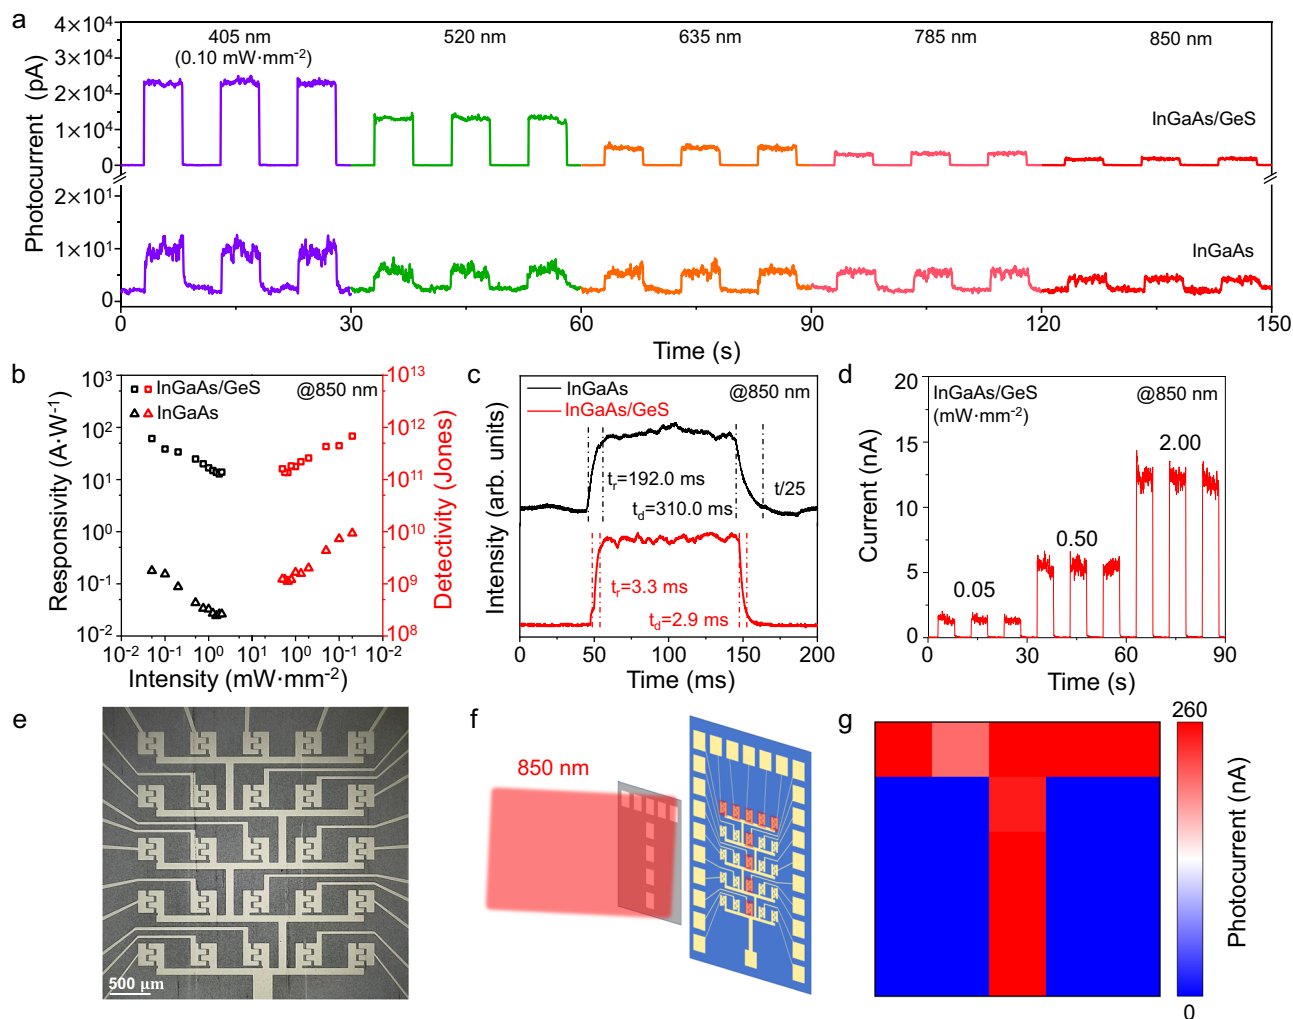 a
405 nm
(0.10 mW·mm⁻²)
520 nm
635 nm
785 nm
850 nm
4×10⁴
3×10⁴
2×10⁴
1×10⁴
0
2×10¹
1×10¹
0
Photocurrent (pA)
InGaAs/GeS
InGaAs
0 30 60 90 120 150
Time (s)
b
InGaAs/GeS
InGaAs
@850 nm
10³
10²
10¹
10⁰
10⁻¹
10⁻²
Responsivity (A·W⁻¹)
10¹³
10¹²
10¹¹
10¹⁰
10⁹
10⁸
Detectivity (Jones)
10⁻² 10⁻¹ 10⁰ 10¹ 10⁰ 10⁻¹ 10⁻²
Intensity (mW·mm⁻²)
c
InGaAs
InGaAs/GeS
@850 nm
Intensity (arb. units)
tᵣ=192.0 ms
t/25
t_d=310.0 ms
tᵣ=3.3 ms
t_d=2.9 ms
0 50 100 150 200
Time (ms)
d
InGaAs/GeS
(mW·mm⁻²)
@850 nm
20
15
10
5
0
Current (nA)
0.05
0.50
2.00
0 30 60 90
Time (s)
e
500 μm
f
850 nm
g
260
0
Photocurrent (nA)